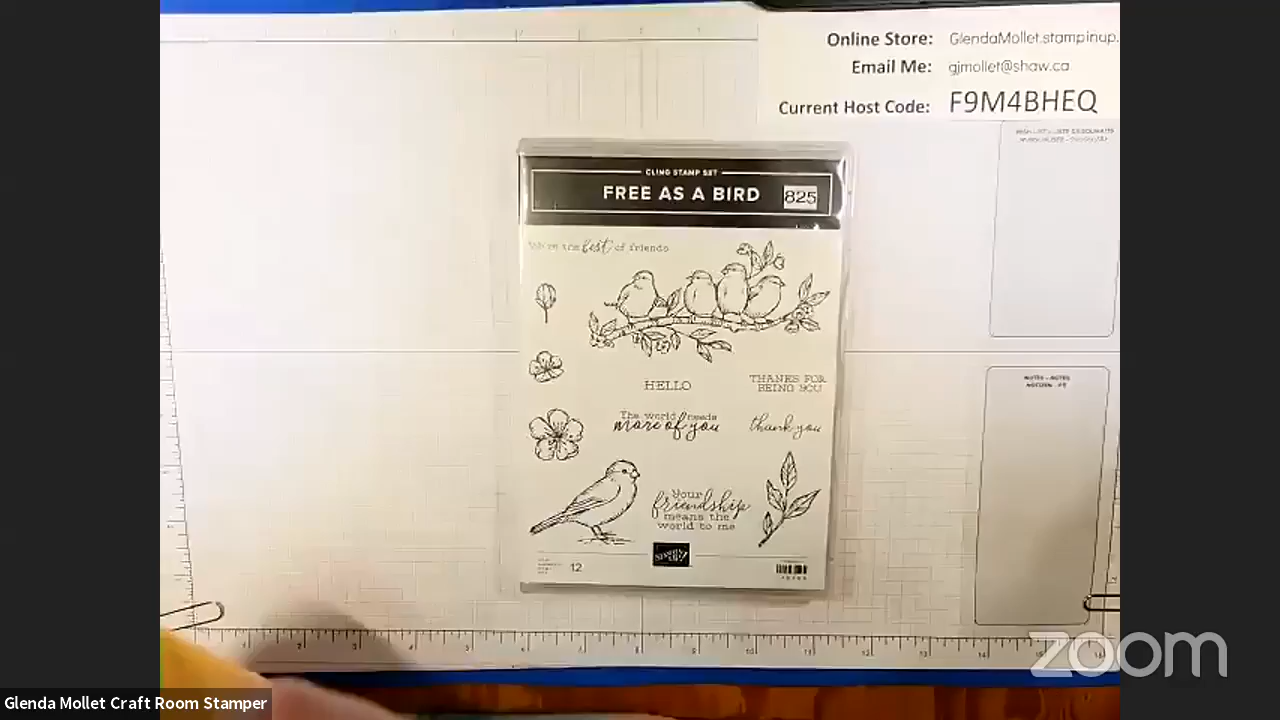 Online Store: GlendaMollet.stampinup.
Email Me: gjmollet@shaw.ca
Current Host Code: F9M4BHEQ
CLING STAMP SET
FREE AS A BIRD 825
We're the best of friends
HELLO
THANKS FOR
BEING YOU
The world needs
more of you
thank you
Your
friendship
means the
world to me
STAMPIN' UP!
12
zoom
Glenda Mollet Craft Room Stamper